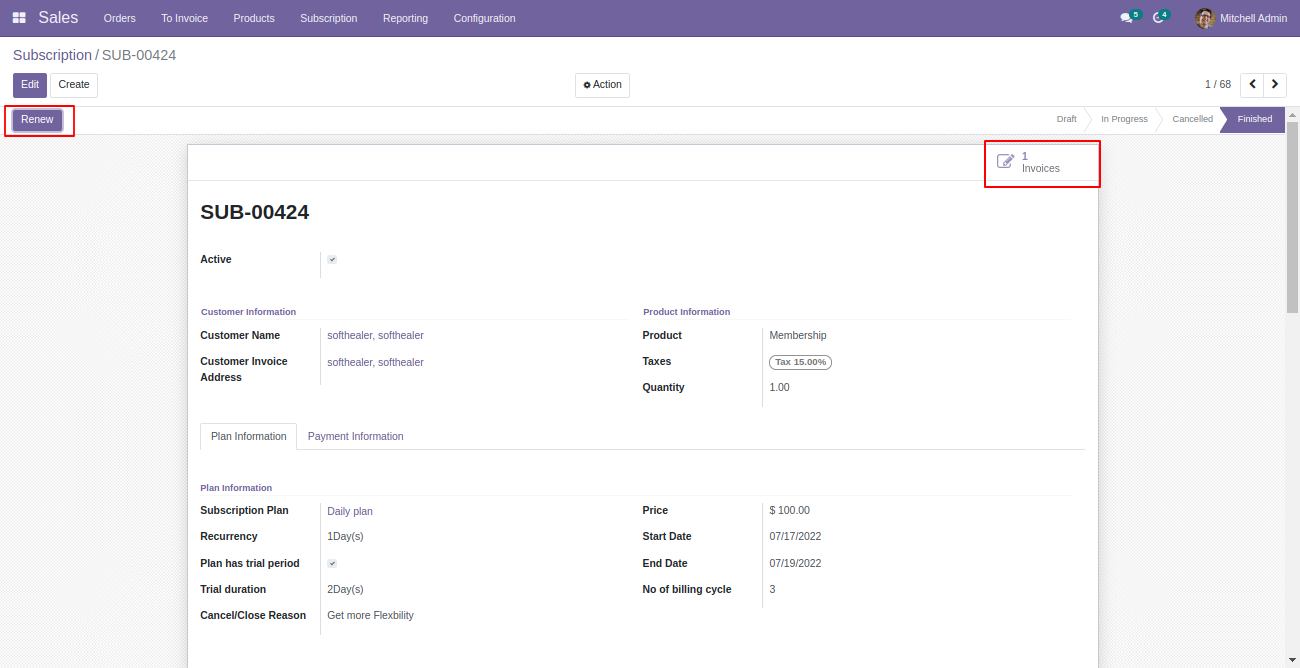 Sales Orders To Invoice Products Subscription Reporting Configuration 5 4 Mitchell Admin
Subscription / SUB-00424
Edit Create Action 1 / 68
Renew Draft In Progress Cancelled Finished
1
Invoices
SUB-00424
Active
Customer Information
Customer Name softhealer, softhealer
Customer Invoice
Address softhealer, softhealer
Product Information
Product Membership
Taxes Tax 15.00%
Quantity 1.00
Plan Information Payment Information
Plan Information
Subscription Plan Daily plan
Recurrency 1Day(s)
Plan has trial period
Trial duration 2Day(s)
Cancel/Close Reason Get more Flexbility
Price $ 100.00
Start Date 07/17/2022
End Date 07/19/2022
No of billing cycle 3